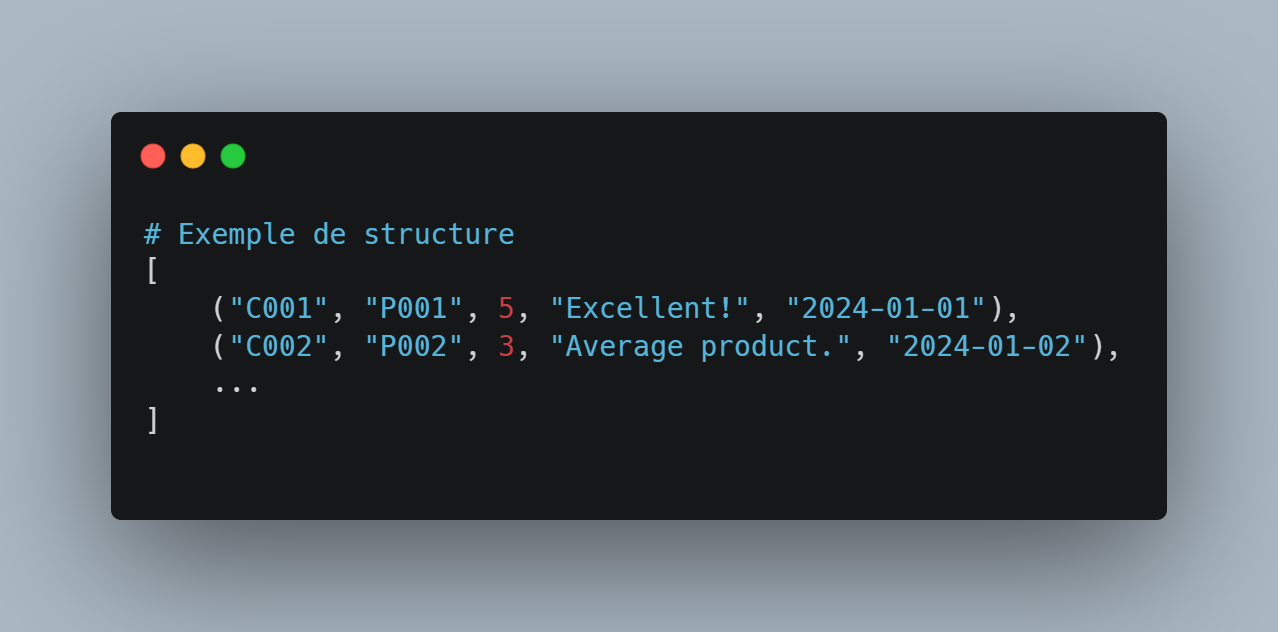 # Exemple de structure
[
    ("C001", "P001", 5, "Excellent!", "2024-01-01"),
    ("C002", "P002", 3, "Average product.", "2024-01-02"),
    ...
]